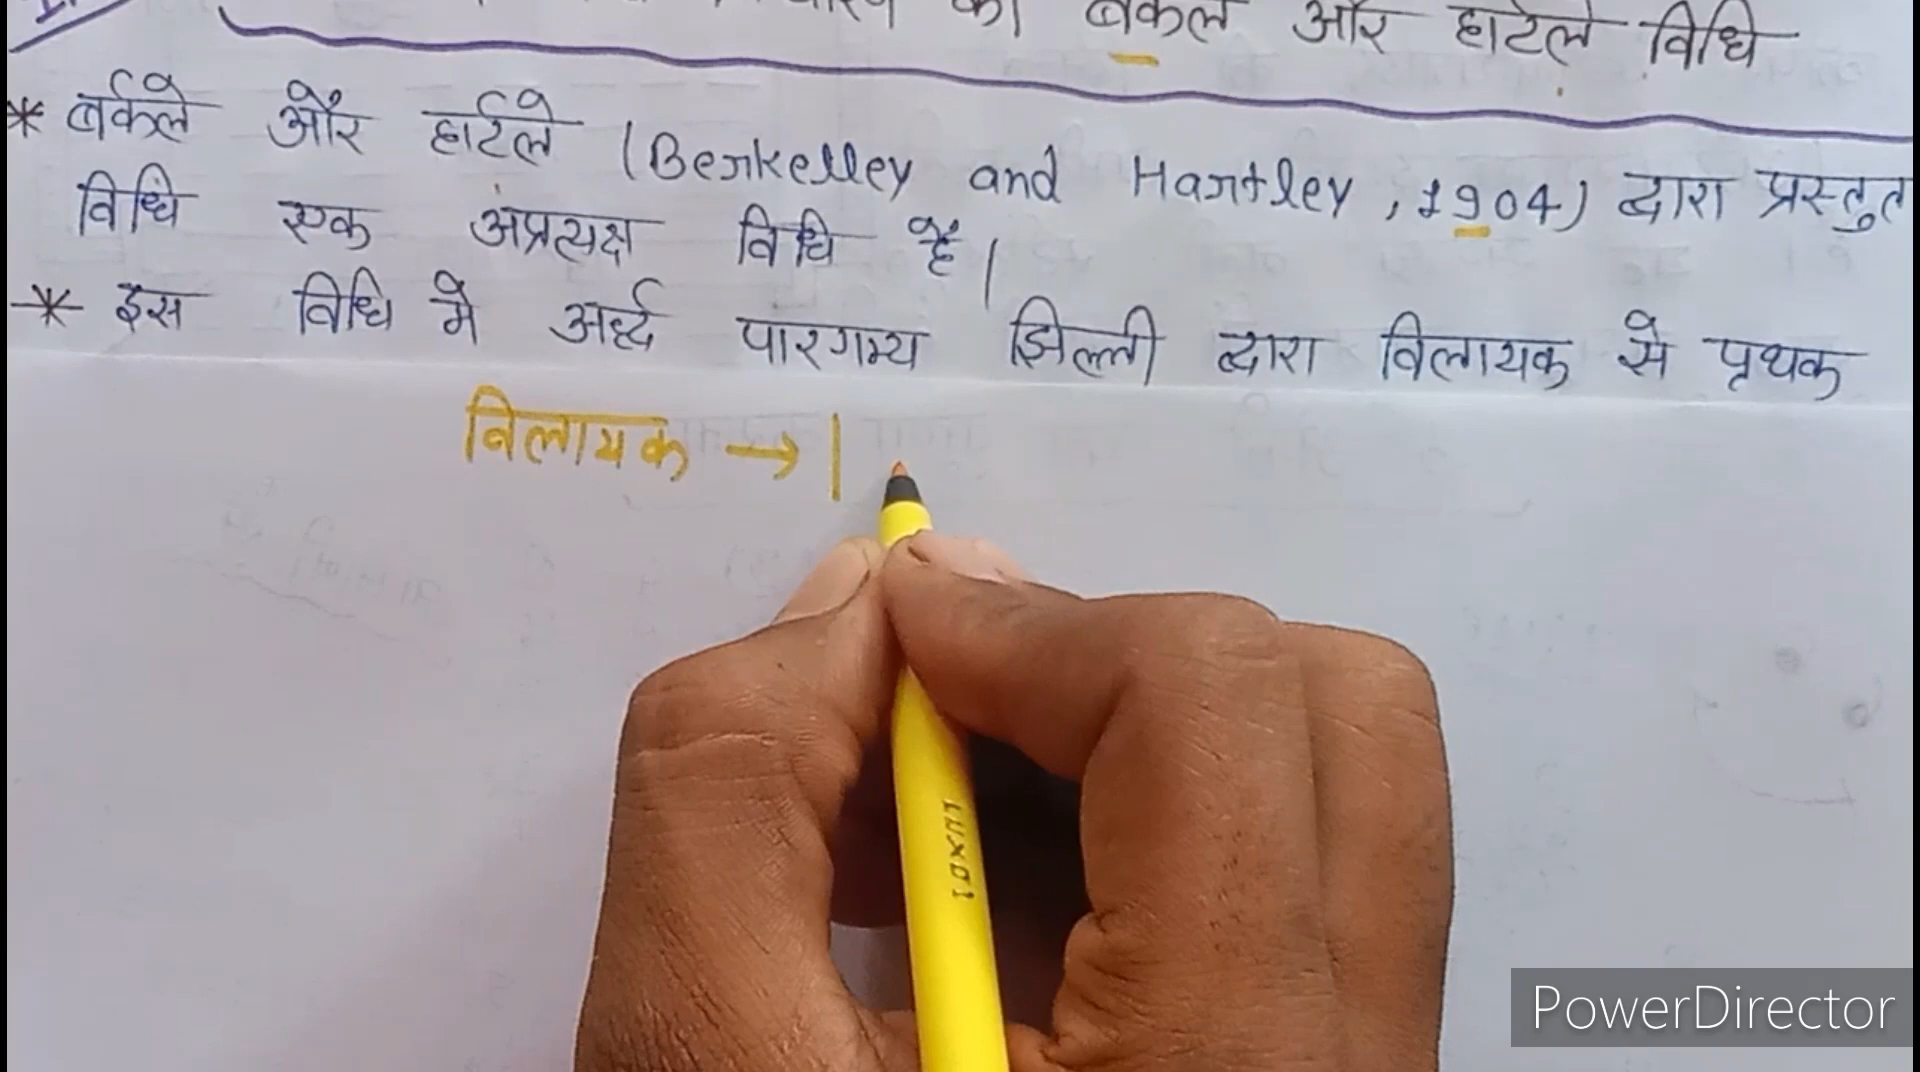 की बर्कले और हार्टले विधि
* बर्कले और हार्टले (Berkelley and Hartley, 1904) द्वारा प्रस्तुत
विधि एक अप्रत्यक्ष विधि है।
* इस विधि मे अर्द्ध पारगम्य झिल्ली द्वारा विलायक से पृथक
विलायक → |
LUXOR
PowerDirector